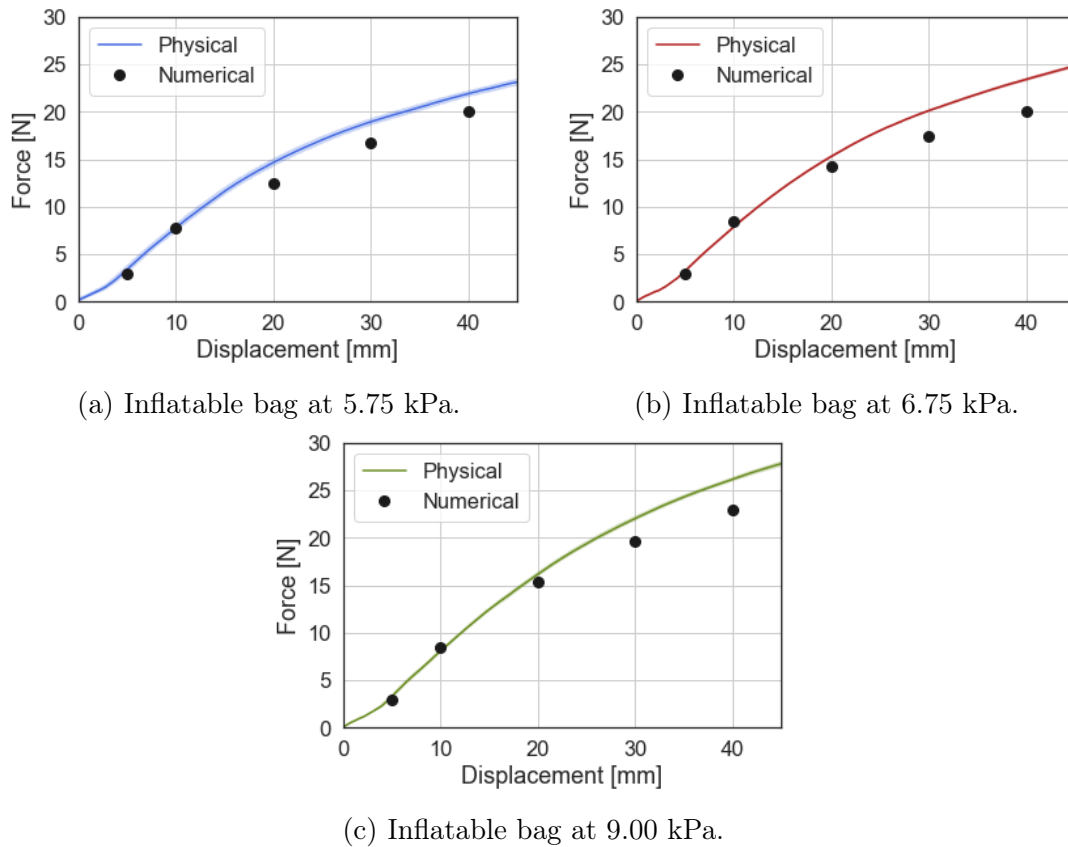 30
25
20
15
10
5
0
Force [N]
Physical
Numerical
0 10 20 30 40
Displacement [mm]
(a) Inflatable bag at 5.75 kPa.
30
25
20
15
10
5
0
Force [N]
Physical
Numerical
0 10 20 30 40
Displacement [mm]
(b) Inflatable bag at 6.75 kPa.
30
25
20
15
10
5
0
Force [N]
Physical
Numerical
0 10 20 30 40
Displacement [mm]
(c) Inflatable bag at 9.00 kPa.